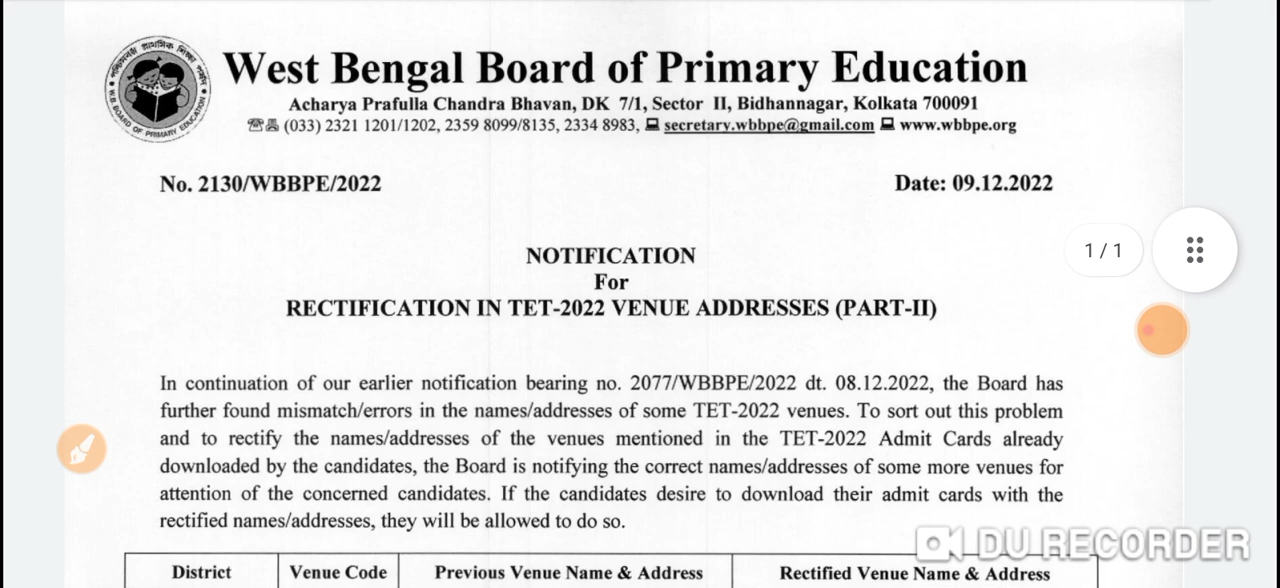 West Bengal Board of Primary Education
Acharya Prafulla Chandra Bhavan, DK 7/1, Sector II, Bidhannagar, Kolkata 700091
(033) 2321 1201/1202, 2359 8099/8135, 2334 8983, secretary.wbbpe@gmail.com www.wbbpe.org
W.B. BOARD OF PRIMARY EDUCATION
No. 2130/WBBPE/2022 Date: 09.12.2022
1 / 1
NOTIFICATION
For
RECTIFICATION IN TET-2022 VENUE ADDRESSES (PART-II)
In continuation of our earlier notification bearing no. 2077/WBBPE/2022 dt. 08.12.2022, the Board has
further found mismatch/errors in the names/addresses of some TET-2022 venues. To sort out this problem
and to rectify the names/addresses of the venues mentioned in the TET-2022 Admit Cards already
downloaded by the candidates, the Board is notifying the correct names/addresses of some more venues for
attention of the concerned candidates. If the candidates desire to download their admit cards with the
rectified names/addresses, they will be allowed to do so.
DU RECORDER
District Venue Code Previous Venue Name & Address Rectified Venue Name & Address